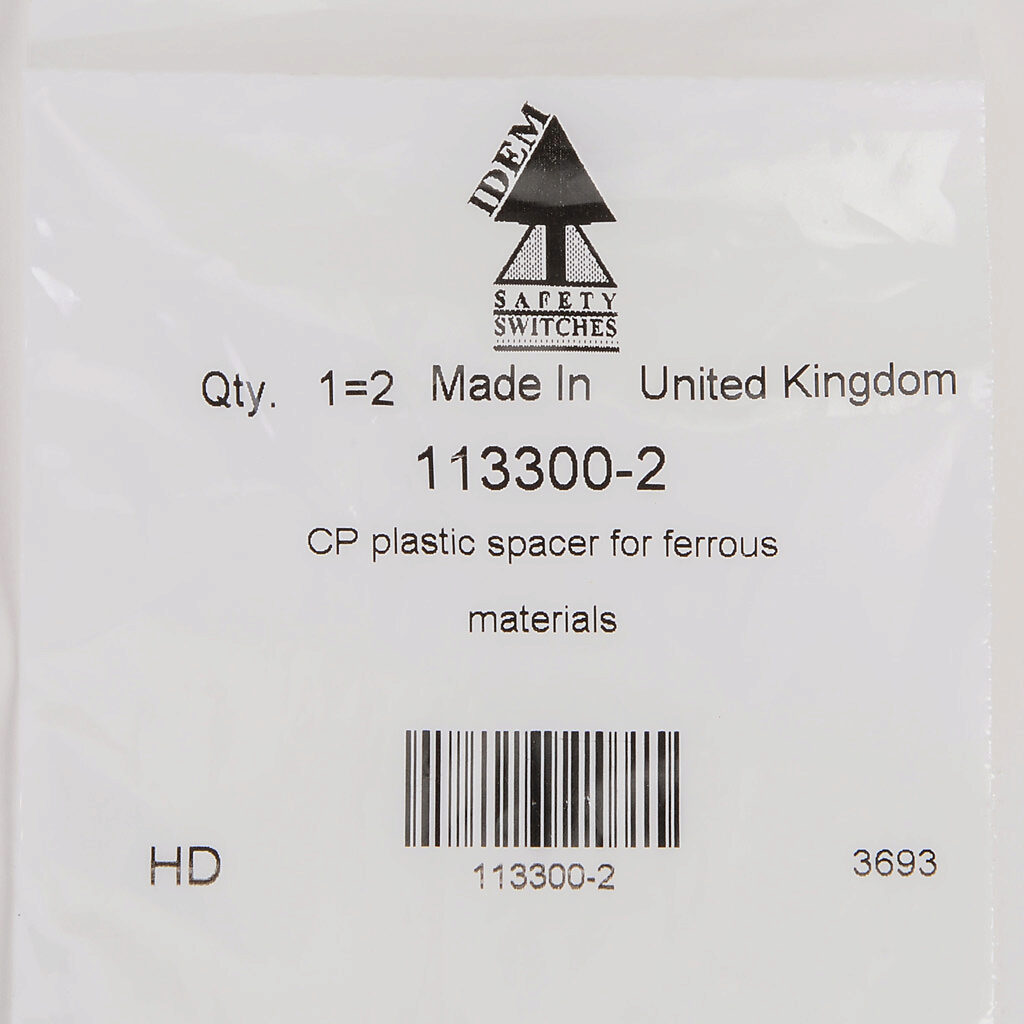 IDEM
SAFETY
SWITCHES
Qty. 1=2 Made In United Kingdom
113300-2
CP plastic spacer for ferrous
materials
113300-2
HD
3693